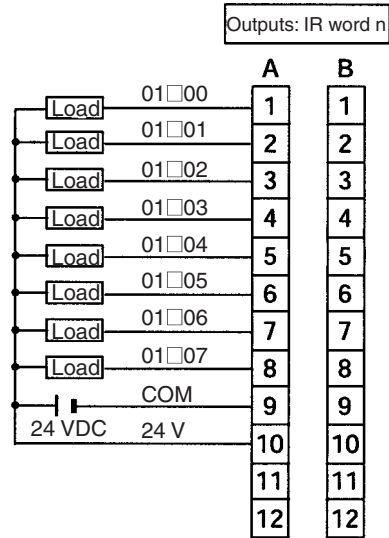 Outputs: IR word n
A B
Load 01□00 1 1
Load 01□01 2 2
Load 01□02 3 3
Load 01□03 4 4
Load 01□04 5 5
Load 01□05 6 6
Load 01□06 7 7
Load 01□07 8 8
COM 9 9
24 VDC 24 V 10 10
11 11
12 12